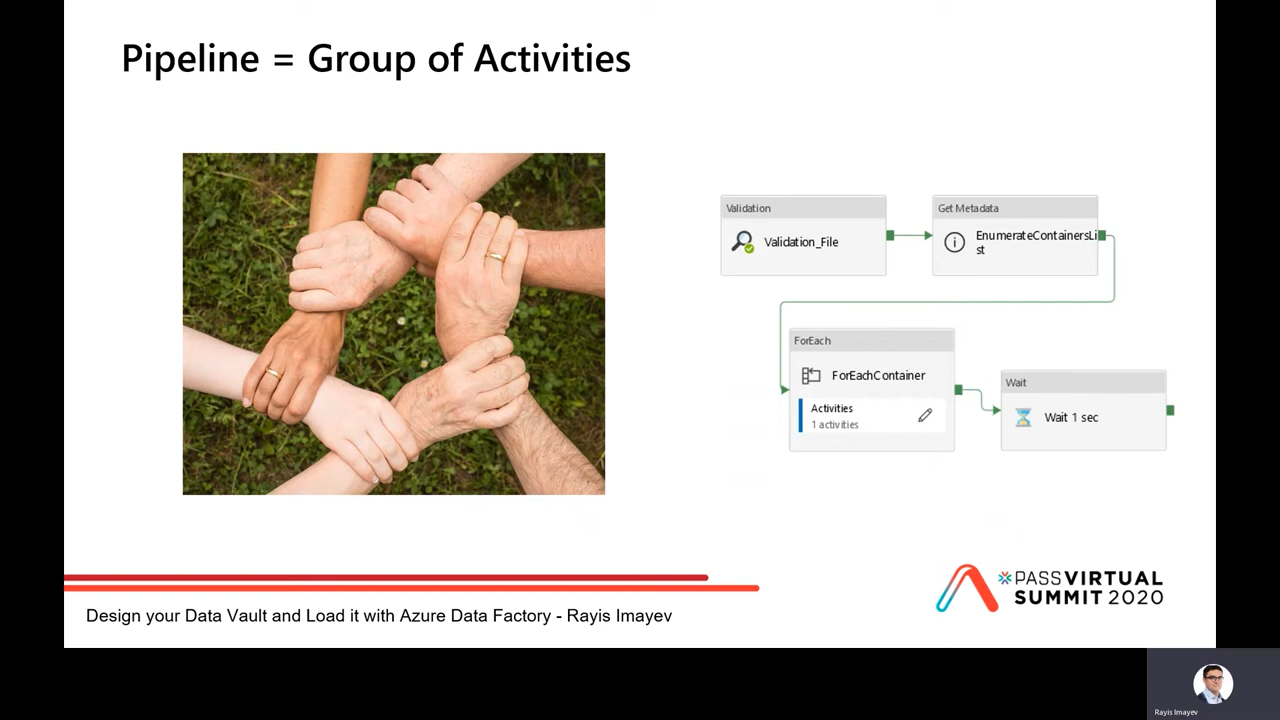 Pipeline = Group of Activities
Validation
Validation_File
Get Metadata
EnumerateContainersLi
st
ForEach
ForEachContainer
Activities
1 activities
Wait
Wait 1 sec
Design your Data Vault and Load it with Azure Data Factory - Rayis Imayev
PASS VIRTUAL
SUMMIT 2020
Rayis Imayev